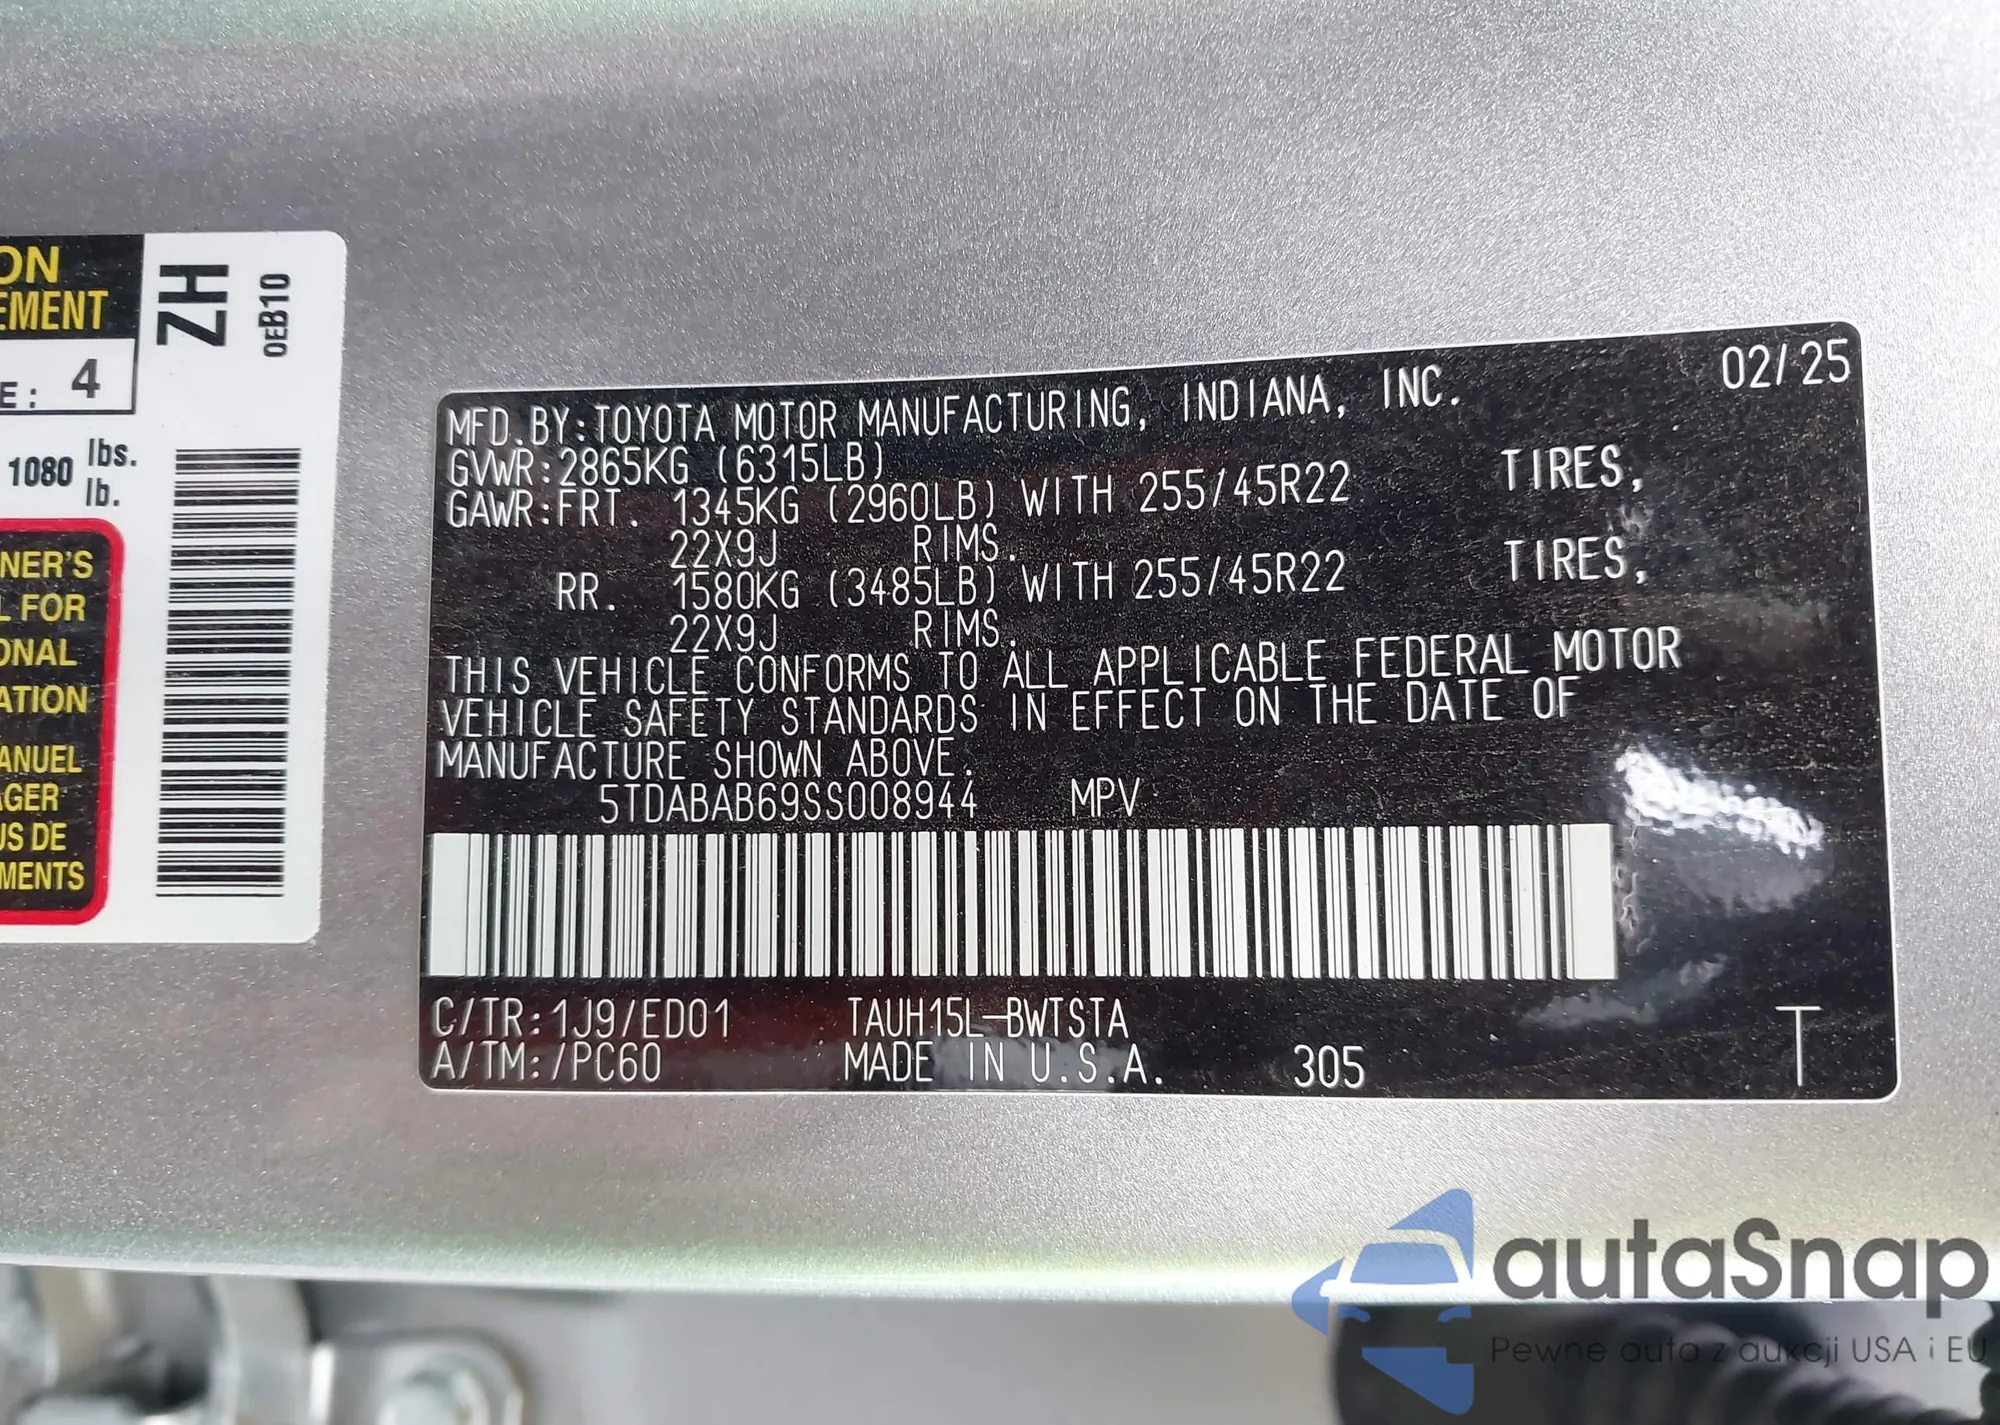 ON
EMENT
E: 4
1080 lbs.
lb.
NER'S
L FOR
ONAL
ATION
ANUEL
GER
US DE
MENTS
ZH
0EB10
MFD.BY:TOYOTA MOTOR MANUFACTURING, INDIANA, INC. 02/25
GVWR:2865KG (6315LB)
GAWR:FRT. 1345KG (2960LB) WITH 255/45R22 TIRES,
22X9J RIMS.
RR. 1580KG (3485LB) WITH 255/45R22 TIRES,
22X9J RIMS.
THIS VEHICLE CONFORMS TO ALL APPLICABLE FEDERAL MOTOR
VEHICLE SAFETY STANDARDS IN EFFECT ON THE DATE OF
MANUFACTURE SHOWN ABOVE.
5TDABAB69SS008944 MPV
C/TR:1J9/ED01 TAUH15L-BWTSTA
A/TM:/PC60 MADE IN U.S.A. 305 T
autaSnap
Pewne auta z aukcji USA i EU